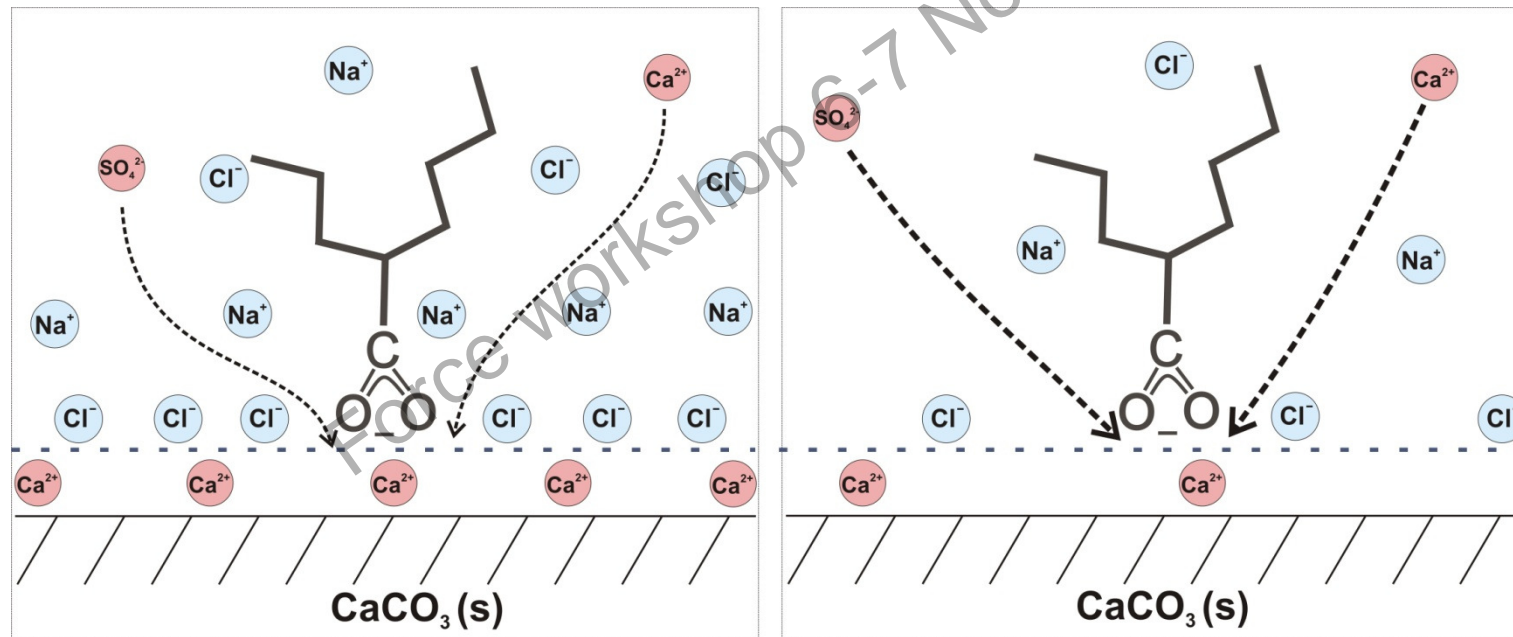 Na⁺
Ca²⁺
SO₄²⁻
Cl⁻ Cl⁻ Cl⁻
Na⁺ Na⁺ Na⁺ Na⁺ Na⁺
C
O O
–
Cl⁻ Cl⁻ Cl⁻ Cl⁻ Cl⁻ Cl⁻
Ca²⁺ Ca²⁺ Ca²⁺ Ca²⁺ Ca²⁺
CaCO₃ (s)
Cl⁻
Ca²⁺
SO₄²⁻
Na⁺ Na⁺
C
O O
–
Cl⁻ Cl⁻ Cl
Ca²⁺ Ca²⁺
CaCO₃ (s)
Force workshop 6-7